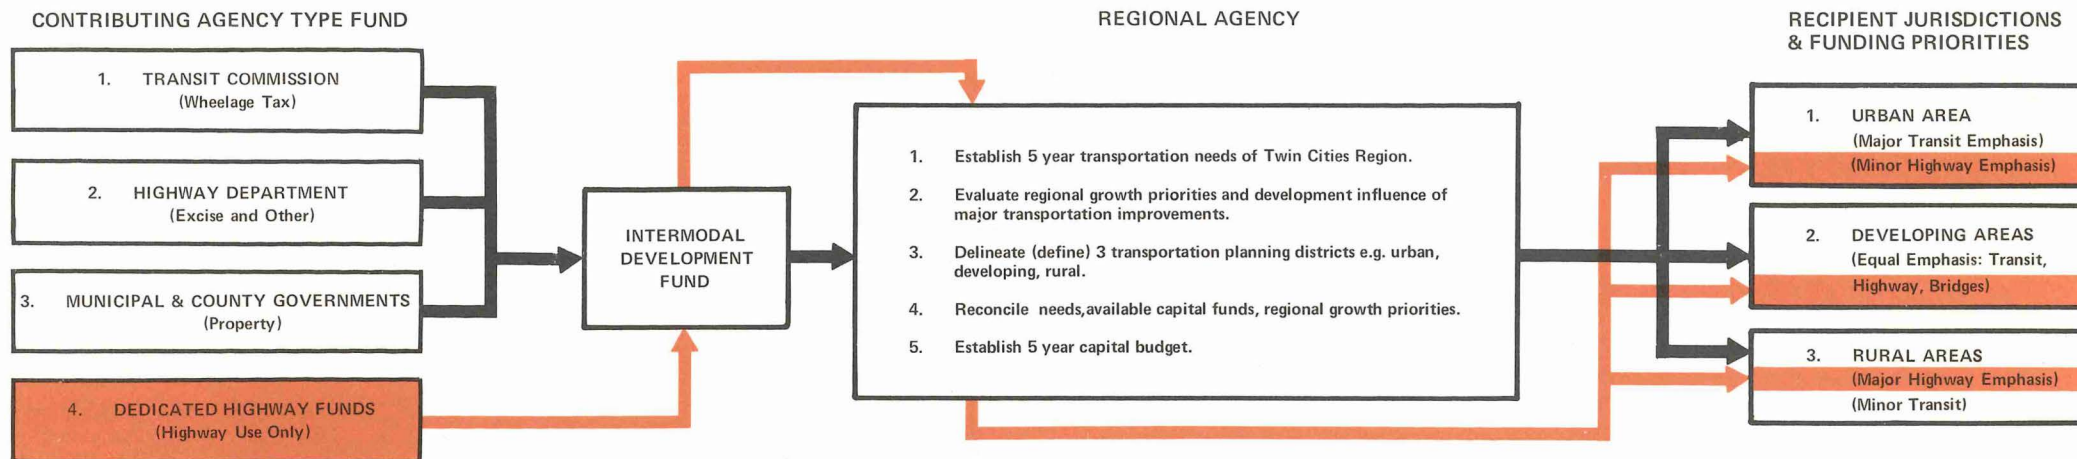 CONTRIBUTING AGENCY TYPE FUND
1. TRANSIT COMMISSION
(Wheelage Tax)
2. HIGHWAY DEPARTMENT
(Excise and Other)
3. MUNICIPAL & COUNTY GOVERNMENTS
(Property)
4. DEDICATED HIGHWAY FUNDS
(Highway Use Only)
INTERMODAL
DEVELOPMENT
FUND
REGIONAL AGENCY
1. Establish 5 year transportation needs of Twin Cities Region.
2. Evaluate regional growth priorities and development influence of
major transportation improvements.
3. Delineate (define) 3 transportation planning districts e.g. urban,
developing, rural.
4. Reconcile needs,available capital funds, regional growth priorities.
5. Establish 5 year capital budget.
RECIPIENT JURISDICTIONS
& FUNDING PRIORITIES
1. URBAN AREA
(Major Transit Emphasis)
(Minor Highway Emphasis)
2. DEVELOPING AREAS
(Equal Emphasis: Transit,
Highway, Bridges)
3. RURAL AREAS
(Major Highway Emphasis)
(Minor Transit)